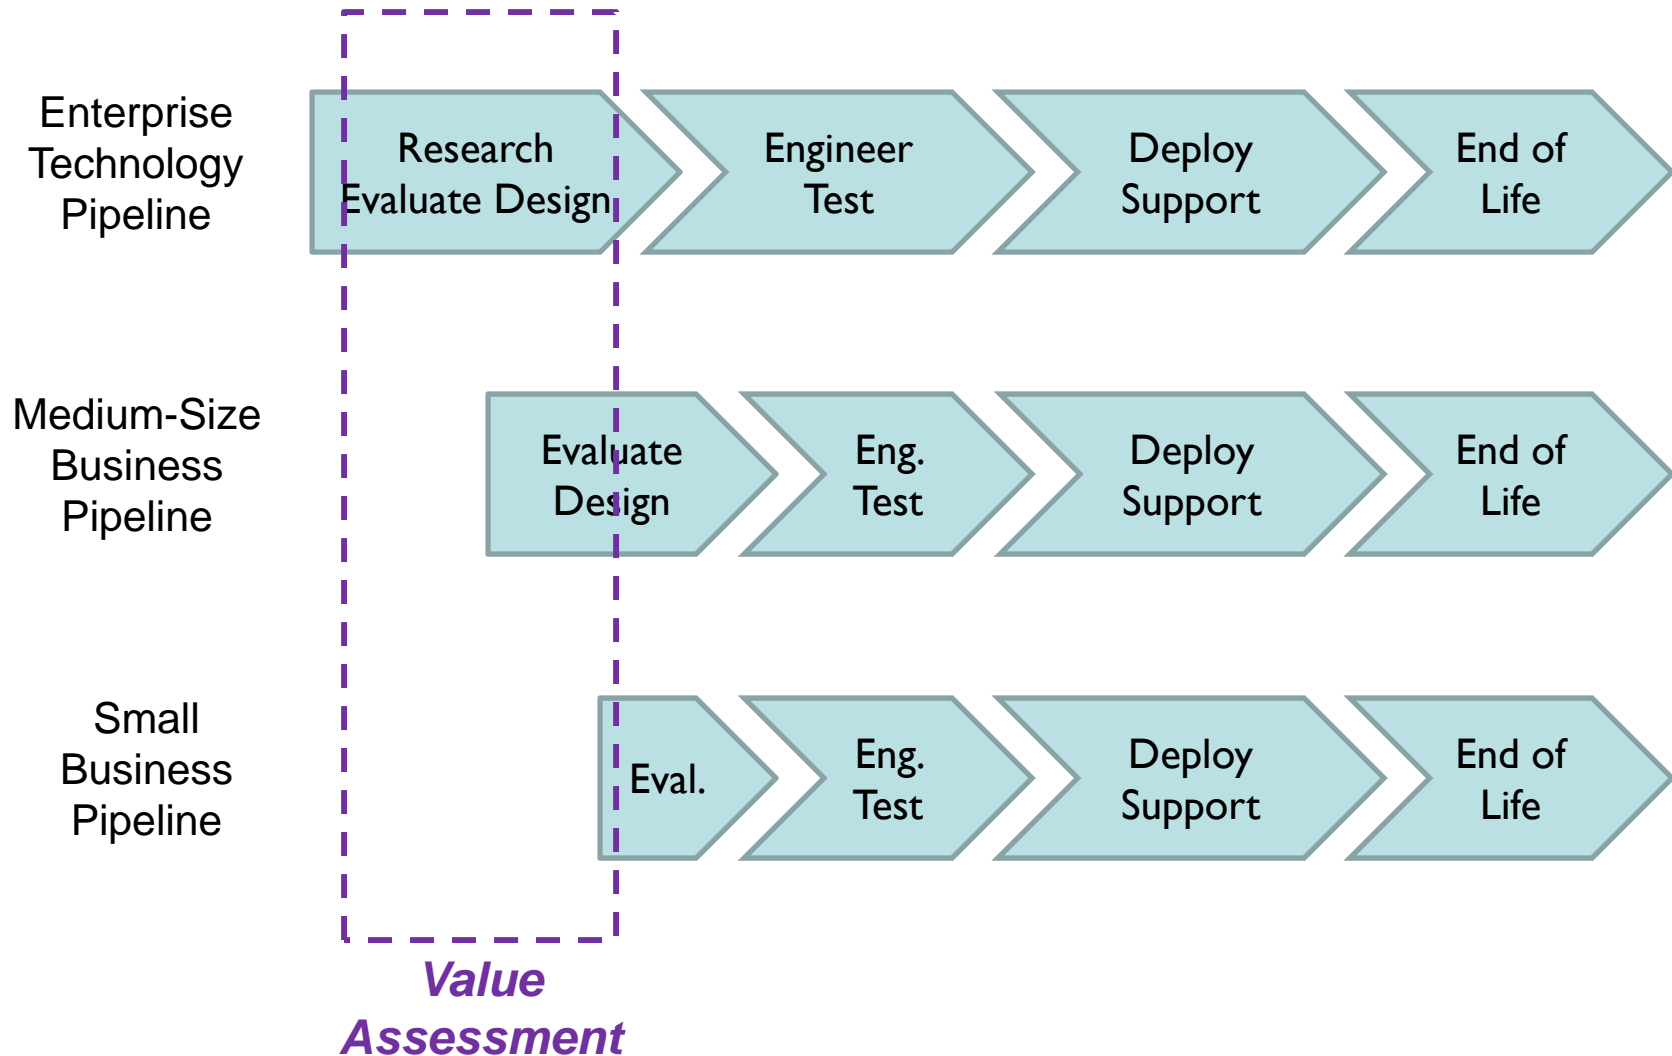 Enterprise
Technology
Pipeline
Research
Evaluate Design
Engineer
Test
Deploy
Support
End of
Life
Medium-Size
Business
Pipeline
Evaluate
Design
Eng.
Test
Deploy
Support
End of
Life
Small
Business
Pipeline
Eval.
Eng.
Test
Deploy
Support
End of
Life
Value
Assessment